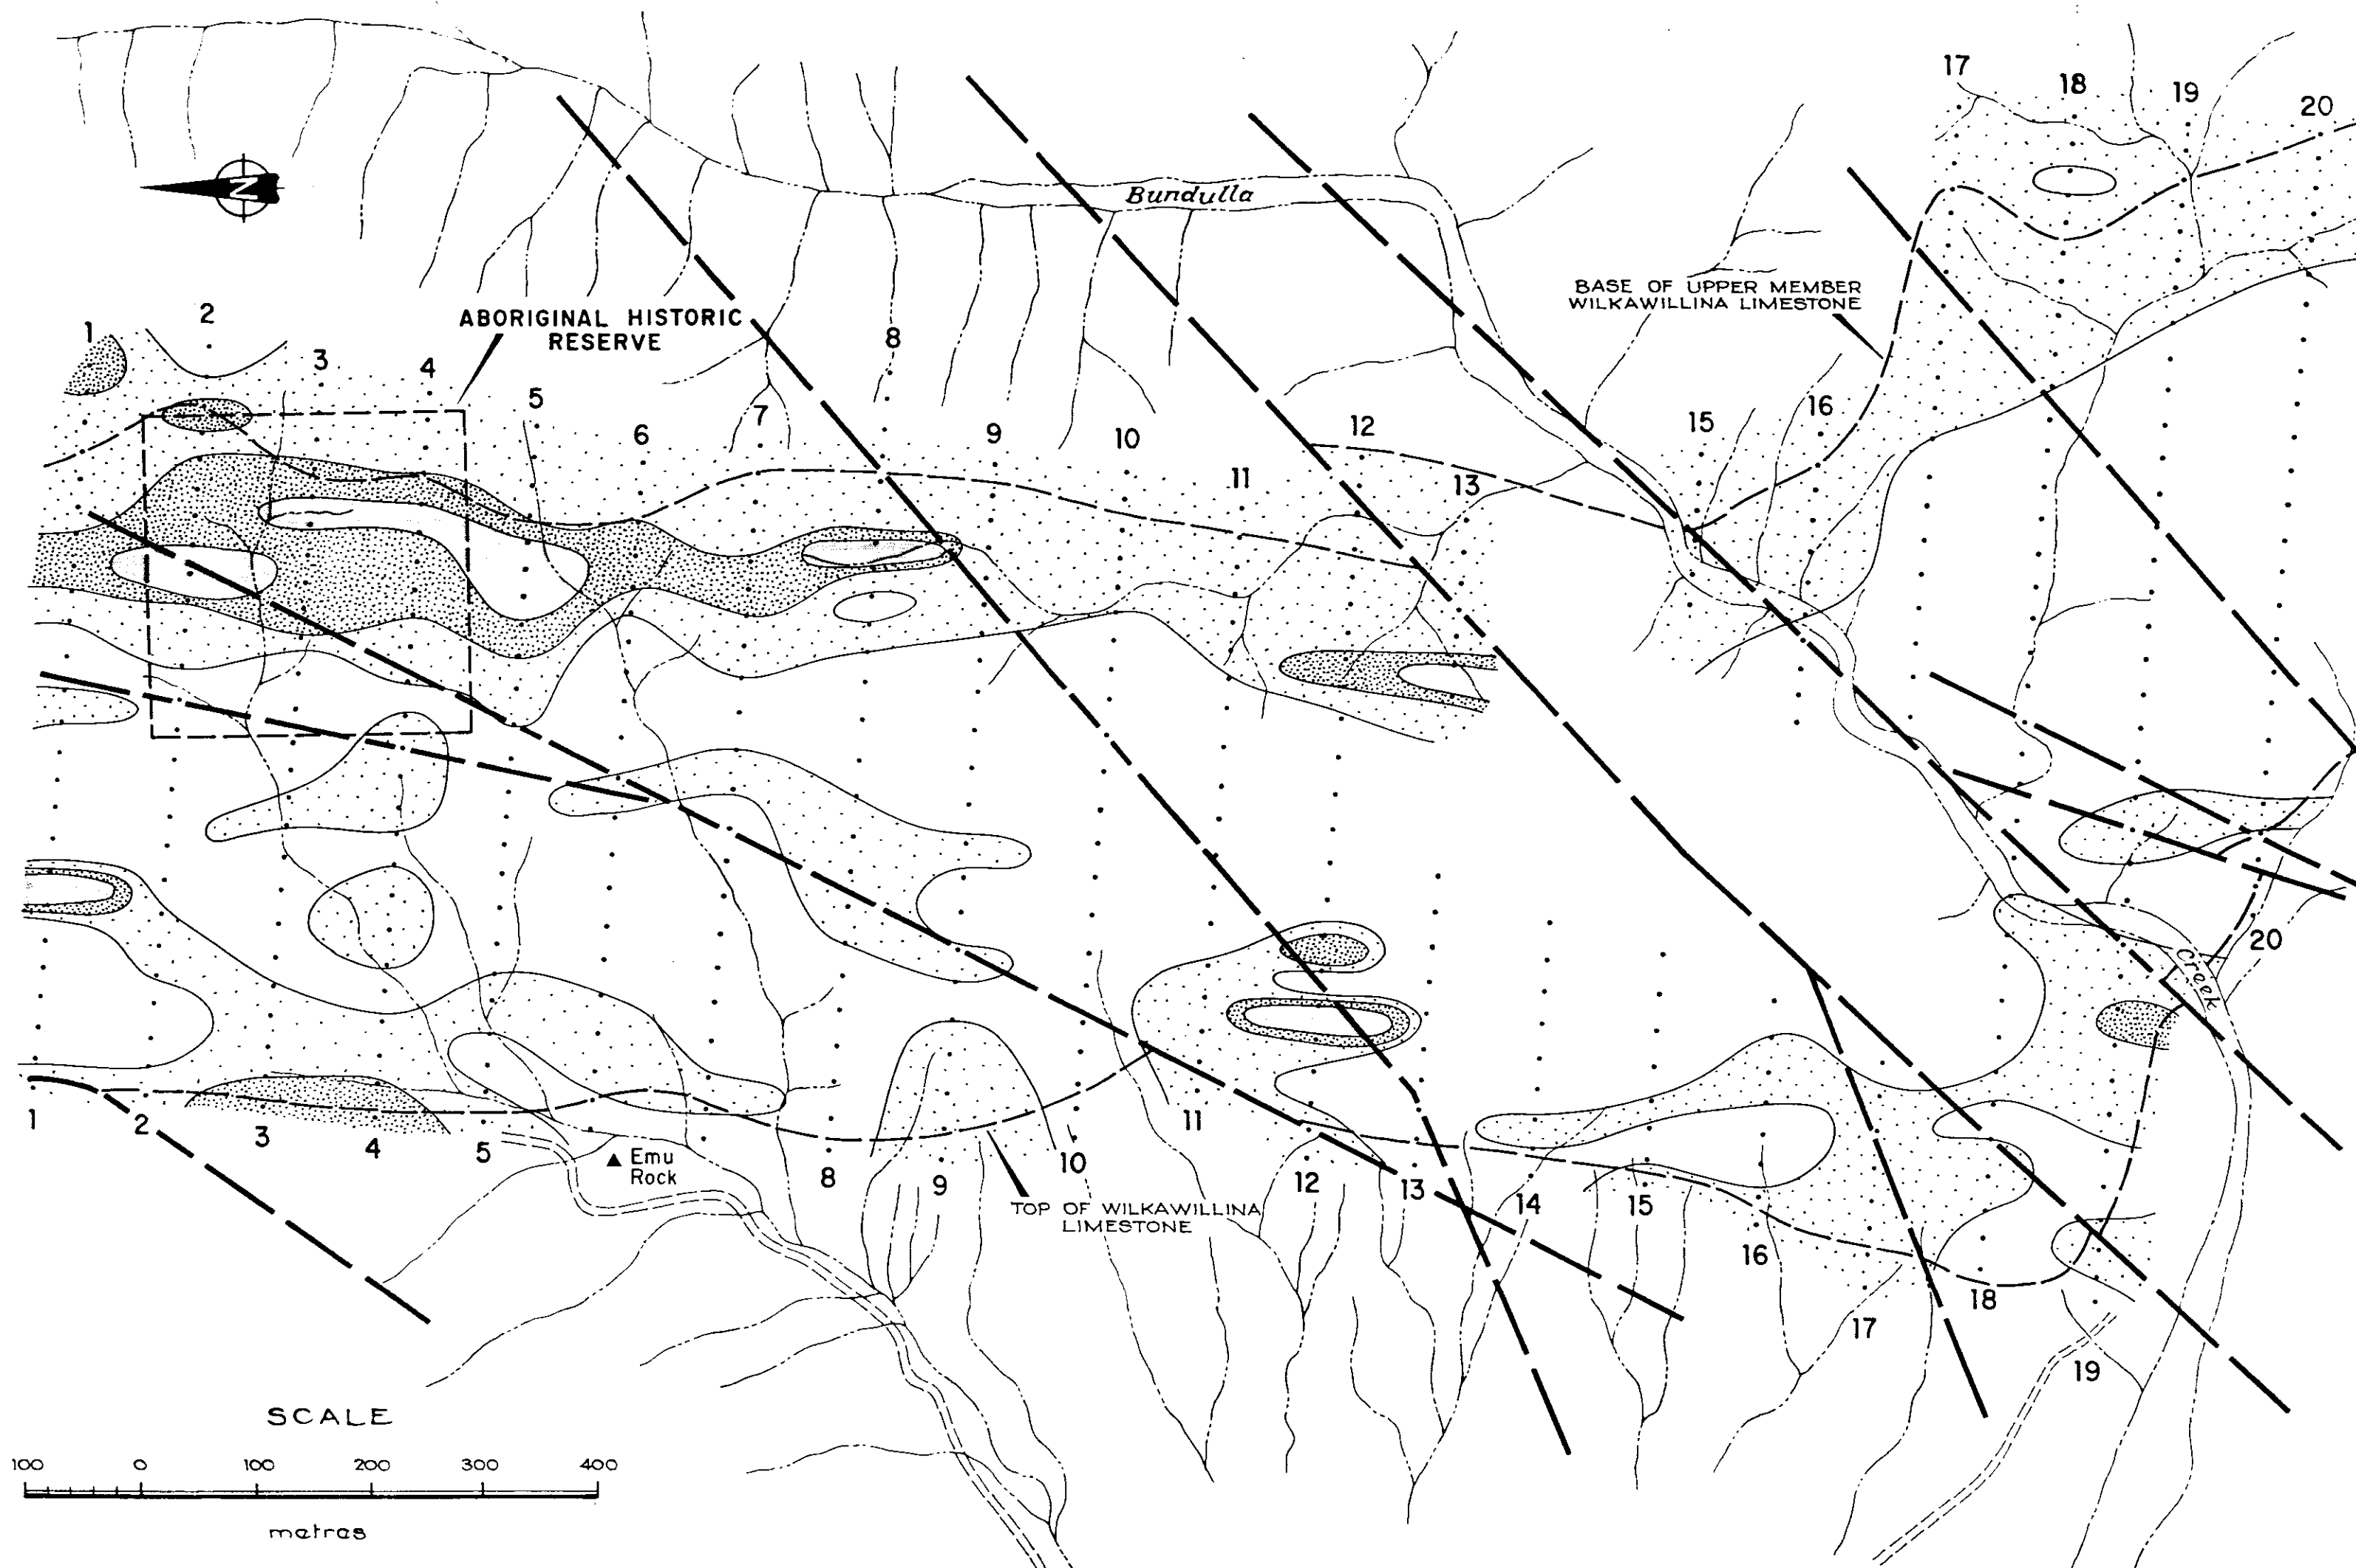 17
18
19
20
N
Bundulla
BASE OF UPPER MEMBER
WILKAWILLINA LIMESTONE
ABORIGINAL HISTORIC
RESERVE
1
2
3
4
5
6
7
8
9
10
11
12
13
15
16
Creek
20
1
2
3
4
5
Emu
Rock
8
9
10
11
12
13
14
15
16
17
18
19
TOP OF WILKAWILLINA
LIMESTONE
SCALE
100 0 100 200 300 400
metres